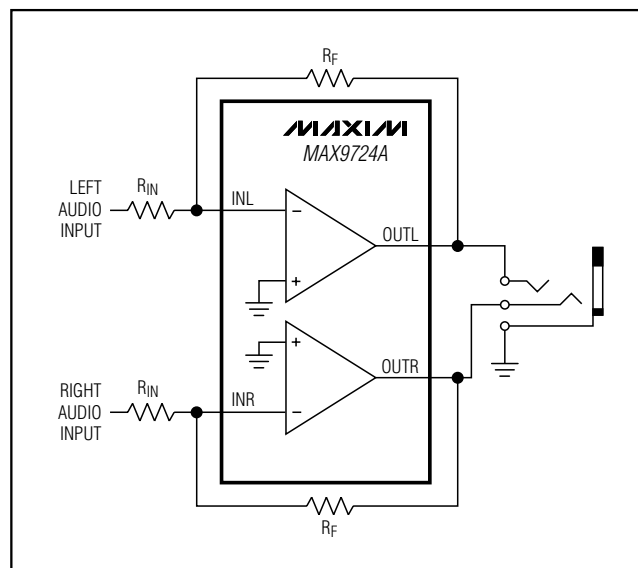 RF
MAXIM
MAX9724A
LEFT
AUDIO
INPUT
RIN
INL
−
OUTL
+
+
OUTR
RIGHT
AUDIO
INPUT
RIN
INR
−
RF